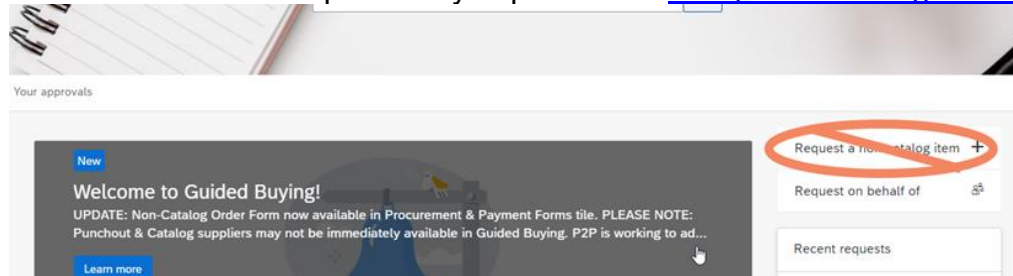 Your approvals
New
Welcome to Guided Buying!
UPDATE: Non-Catalog Order Form now available in Procurement & Payment Forms tile. PLEASE NOTE:
Punchout & Catalog suppliers may not be immediately available in Guided Buying. P2P is working to ad...
Learn more
Request a non-catalog item
Request on behalf of
Recent requests